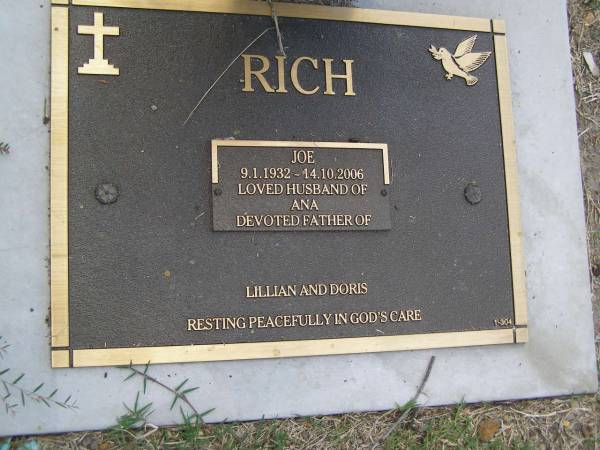 RICH
JOE
9.1.1932 - 14.10.2006
LOVED HUSBAND OF
ANA
DEVOTED FATHER OF
LILLIAN AND DORIS
RESTING PEACEFULLY IN GOD'S CARE